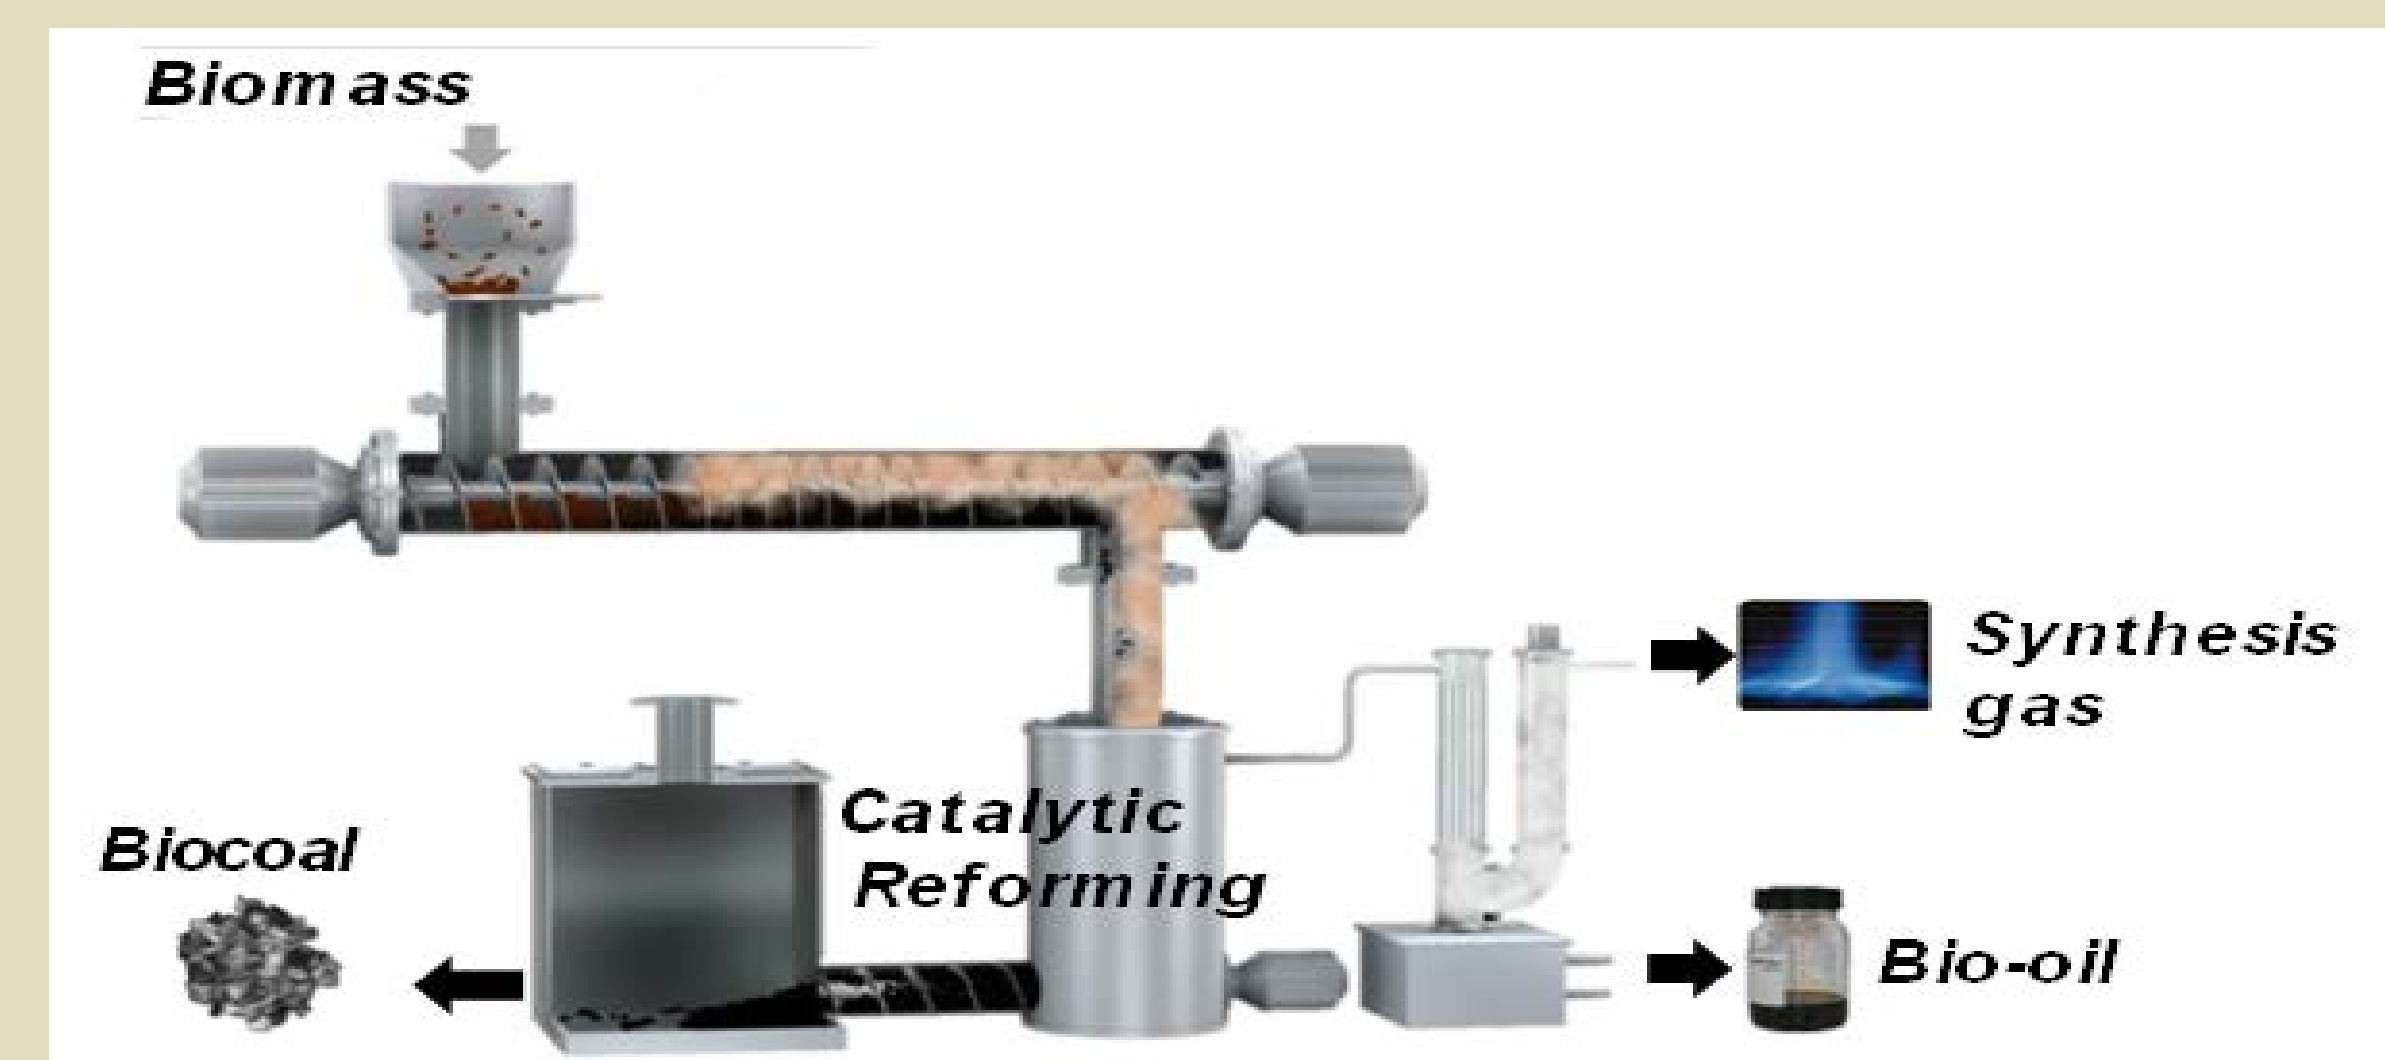 Biomass
Synthesis
gas
Catalytic
Reforming
Biocoal
Bio-oil